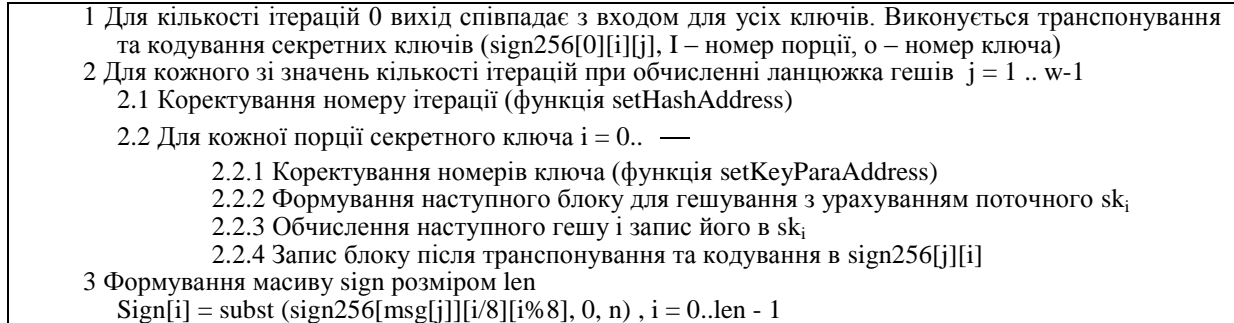 1 Для кількості ітерацій 0 вихід співпадає з входом для усіх ключів. Виконується транспонування
та кодування секретних ключів (sign256[0][i][j], I – номер порції, о – номер ключа)
2 Для кожного зі значень кількості ітерацій при обчисленні ланцюжка гешів j = 1 .. w-1
2.1 Коректування номеру ітерації (функція setHashAddress)
2.2 Для кожної порції секретного ключа i = 0.. —
2.2.1 Коректування номерів ключа (функція setKeyParaAddress)
2.2.2 Формування наступного блоку для гешування з урахуванням поточного skᵢ
2.2.3 Обчислення наступного гешу і запис його в skᵢ
2.2.4 Запис блоку після транспонування та кодування в sign256[j][i]
3 Формування масиву sign розміром len
Sign[i] = subst (sign256[msg[j]][i/8][i%8], 0, n) , i = 0..len - 1